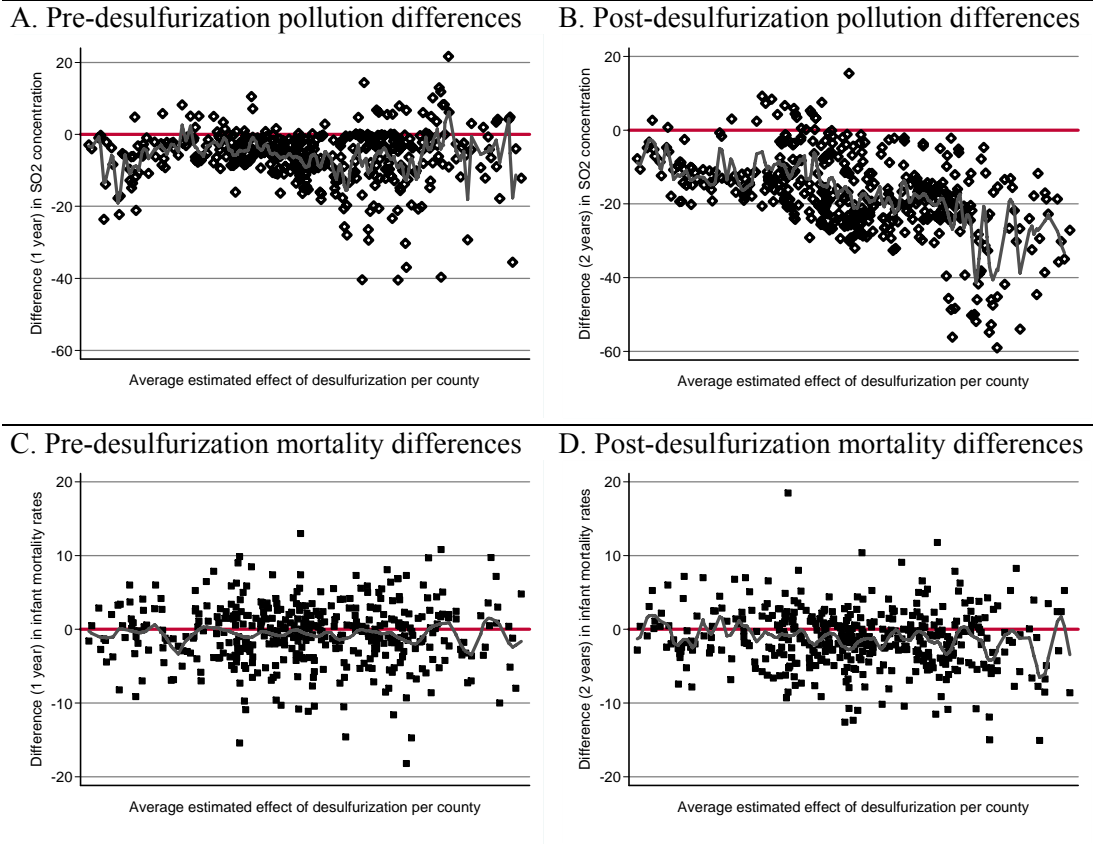 A. Pre-desulfurization pollution differences
Difference (1 year) in SO2 concentration
20
0
-20
-40
-60
Average estimated effect of desulfurization per county
B. Post-desulfurization pollution differences
Difference (2 years) in SO2 concentration
20
0
-20
-40
-60
Average estimated effect of desulfurization per county
C. Pre-desulfurization mortality differences
Difference (1 year) in infant mortality rates
20
10
0
-10
-20
Average estimated effect of desulfurization per county
D. Post-desulfurization mortality differences
Difference (2 years) in infant mortality rates
20
10
0
-10
-20
Average estimated effect of desulfurization per county